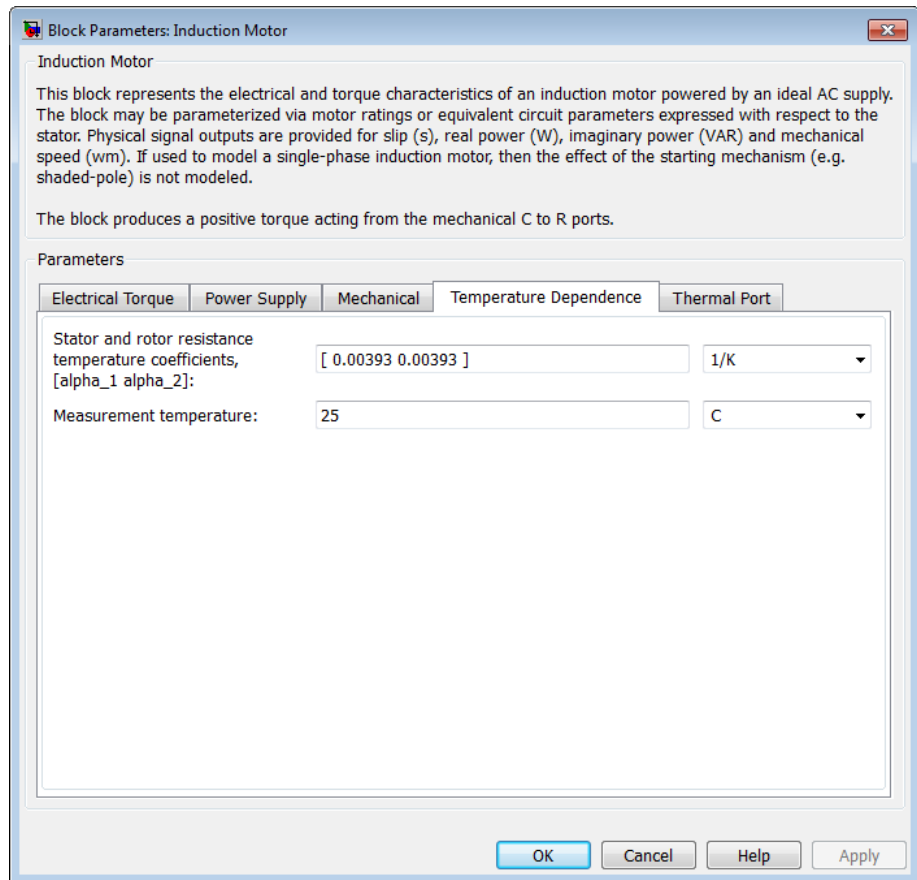 Block Parameters: Induction Motor
Induction Motor
This block represents the electrical and torque characteristics of an induction motor powered by an ideal AC supply.
The block may be parameterized via motor ratings or equivalent circuit parameters expressed with respect to the
stator. Physical signal outputs are provided for slip (s), real power (W), imaginary power (VAR) and mechanical
speed (wm). If used to model a single-phase induction motor, then the effect of the starting mechanism (e.g.
shaded-pole) is not modeled.
The block produces a positive torque acting from the mechanical C to R ports.
Parameters
Electrical Torque Power Supply Mechanical Temperature Dependence Thermal Port
Stator and rotor resistance
temperature coefficients, [ 0.00393 0.00393 ] 1/K
[alpha_1 alpha_2]:
Measurement temperature: 25 C
OK Cancel Help Apply